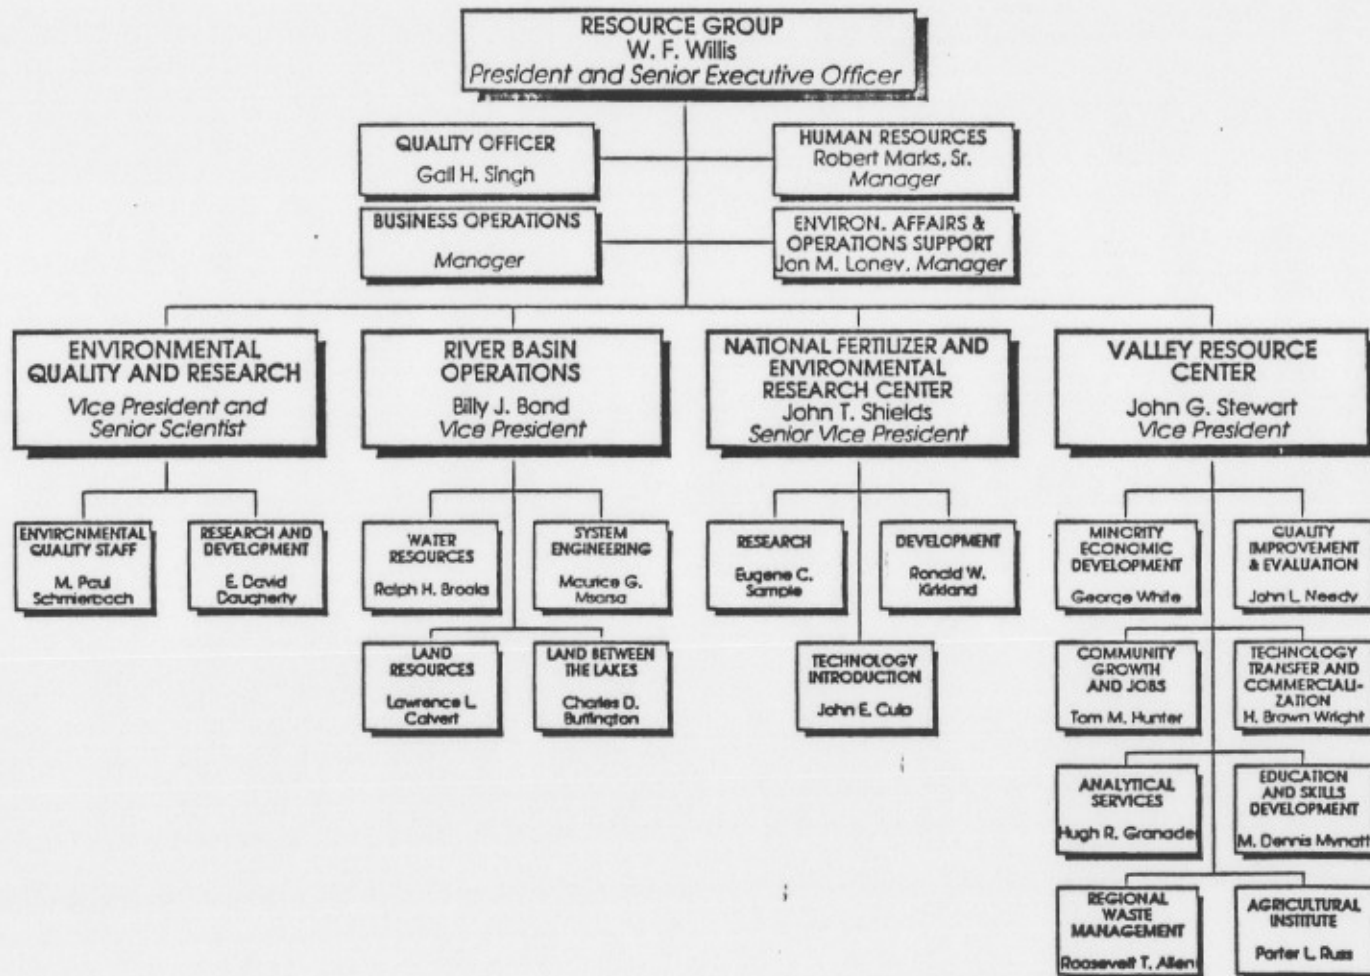 RESOURCE GROUP
W. F. Willis
President and Senior Executive Officer
QUALITY OFFICER
Gail H. Singh
HUMAN RESOURCES
Robert Marks, Sr.
Manager
BUSINESS OPERATIONS
Manager
ENVIRON. AFFAIRS &
OPERATIONS SUPPORT
Jon M. Loney, Manager
ENVIRONMENTAL
QUALITY AND RESEARCH
Vice President and
Senior Scientist
RIVER BASIN
OPERATIONS
Billy J. Bond
Vice President
NATIONAL FERTILIZER AND
ENVIRONMENTAL
RESEARCH CENTER
John T. Shields
Senior Vice President
VALLEY RESOURCE
CENTER
John G. Stewart
Vice President
ENVIRNMENTAL
QUALITY STAFF
M. Paul
Schmierbach
RESEARCH AND
DEVELOPMENT
E. David
Daugherty
WATER
RESOURCES
Ralph H. Brooks
SYSTEM
ENGINEERING
Maurice G.
RESEARCH
Eugene C.
Sample
DEVELOPMENT
Ronald W.
Kirkland
MINORITY
ECONOMIC
DEVELOPMENT
George White
QUALITY
IMPROVEMENT
& EVALUATION
John L. Needy
LAND
RESOURCES
Lawrence L.
Calvert
LAND BETWEEN
THE LAKES
Charles D.
Buffington
TECHNOLOGY
INTRODUCTION
John E. Culp
COMMUNITY
GROWTH
AND JOBS
Tom M. Hunter
TECHNOLOGY
TRANSFER AND
COMMERCIALI-
ZATION
H. Brown Wright
ANALYTICAL
SERVICES
Hugh R. Granade
EDUCATION
AND SKILLS
DEVELOPMENT
M. Dennis Mynatt
REGIONAL
WASTE
MANAGEMENT
Roosevelt T. Allen
AGRICULTURAL
INSTITUTE
Porter L. Russ